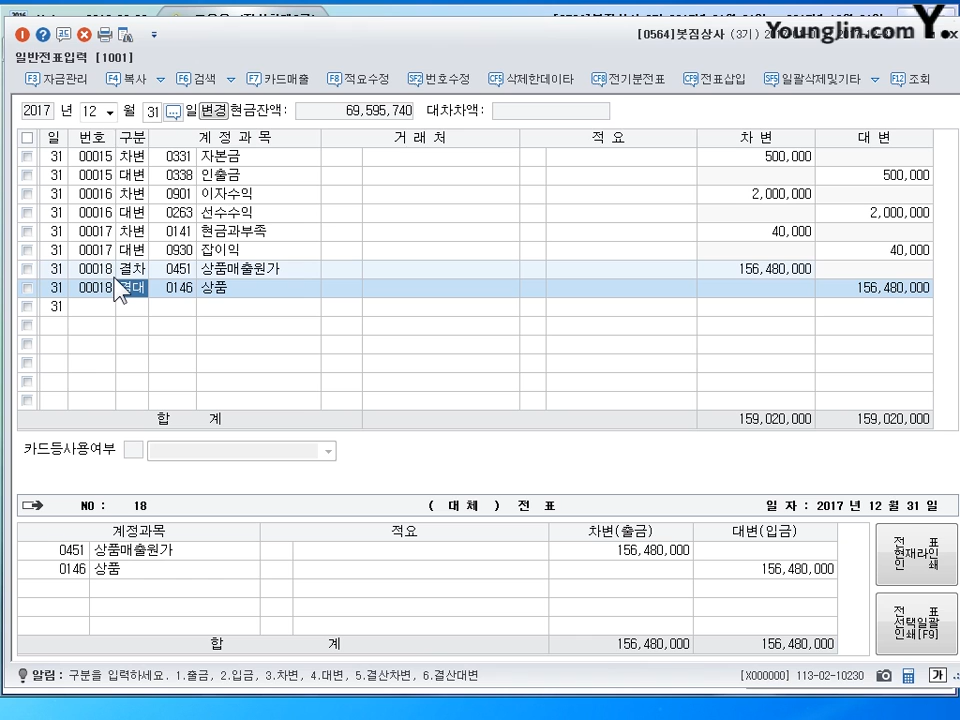 [0564]봇짐상사 (3기)
Younglin.com Y.
일반전표입력 [1001]
F3 자금관리 F4 복사 F6 검색 F7 카드매출 F8 적요수정 SF2 번호수정 CF5 삭제한데이타 CF8 전기분전표 CF9 전표삽입 SF5 일괄삭제및기타 F12 조회
2017 년 12 월 31 일 변경 현금잔액: 69,595,740 대차차액:
일 번호 구분 계 정 과 목 거 래 처 적 요 차 변 대 변
31 00015 차변 0331 자본금 500,000
31 00015 대변 0338 인출금 500,000
31 00016 차변 0901 이자수익 2,000,000
31 00016 대변 0263 선수수익 2,000,000
31 00017 차변 0141 현금과부족 40,000
31 00017 대변 0930 잡이익 40,000
31 00018 결차 0451 상품매출원가 156,480,000
31 00018 결대 0146 상품 156,480,000
31
합 계 159,020,000 159,020,000
카드등사용여부
NO : 18 ( 대 체 ) 전 표 일 자 : 2017 년 12 월 31 일
계정과목 적요 차변(출금) 대변(입금)
0451 상품매출원가 156,480,000
0146 상품 156,480,000
합 계 156,480,000 156,480,000
전 표
현재라인
인 쇄
전 표
선택일괄
인쇄[F9]
알림 : 구분을 입력하세요. 1.출금, 2.입금, 3.차변, 4.대변, 5.결산차변, 6.결산대변 [X000000] 113-02-10230 가